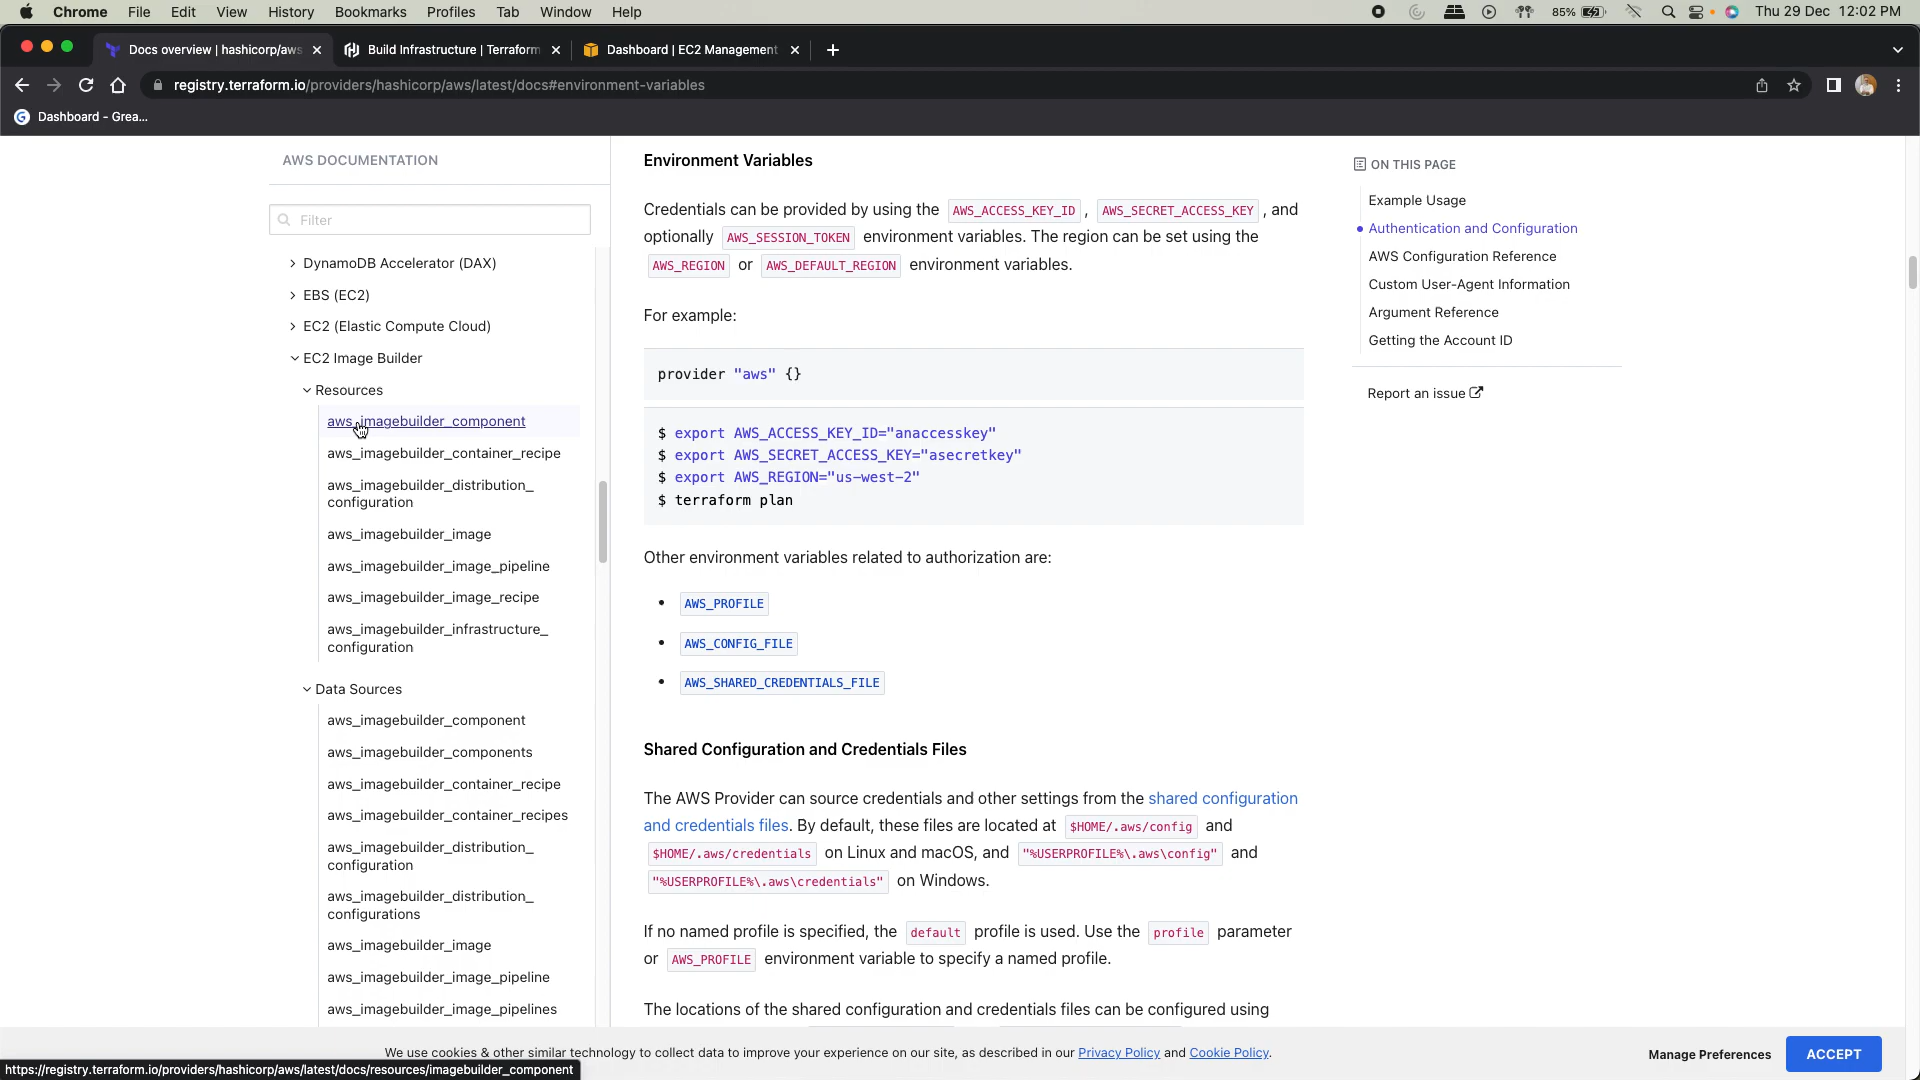 Chrome File Edit View History Bookmarks Profiles Tab Window Help 85% Thu 29 Dec 12:02 PM
Docs overview | hashicorp/aws Build Infrastructure | Terraform Dashboard | EC2 Management
registry.terraform.io/providers/hashicorp/aws/latest/docs#environment-variables
Dashboard - Grea...
AWS DOCUMENTATION
Filter
DynamoDB Accelerator (DAX)
EBS (EC2)
EC2 (Elastic Compute Cloud)
EC2 Image Builder
Resources
aws_imagebuilder_component
aws_imagebuilder_container_recipe
aws_imagebuilder_distribution_
configuration
aws_imagebuilder_image
aws_imagebuilder_image_pipeline
aws_imagebuilder_image_recipe
aws_imagebuilder_infrastructure_
configuration
Data Sources
aws_imagebuilder_component
aws_imagebuilder_components
aws_imagebuilder_container_recipe
aws_imagebuilder_container_recipes
aws_imagebuilder_distribution_
configuration
aws_imagebuilder_distribution_
configurations
aws_imagebuilder_image
aws_imagebuilder_image_pipeline
aws_imagebuilder_image_pipelines
Environment Variables
Credentials can be provided by using the AWS_ACCESS_KEY_ID , AWS_SECRET_ACCESS_KEY , and
optionally AWS_SESSION_TOKEN environment variables. The region can be set using the
AWS_REGION or AWS_DEFAULT_REGION environment variables.
For example:
provider "aws" {}
$ export AWS_ACCESS_KEY_ID="anaccesskey"
$ export AWS_SECRET_ACCESS_KEY="asecretkey"
$ export AWS_REGION="us-west-2"
$ terraform plan
Other environment variables related to authorization are:
• AWS_PROFILE
• AWS_CONFIG_FILE
• AWS_SHARED_CREDENTIALS_FILE
Shared Configuration and Credentials Files
The AWS Provider can source credentials and other settings from the shared configuration
and credentials files. By default, these files are located at $HOME/.aws/config and
$HOME/.aws/credentials on Linux and macOS, and "%USERPROFILE%\.aws\config" and
"%USERPROFILE%\.aws\credentials" on Windows.
If no named profile is specified, the default profile is used. Use the profile parameter
or AWS_PROFILE environment variable to specify a named profile.
The locations of the shared configuration and credentials files can be configured using
ON THIS PAGE
Example Usage
• Authentication and Configuration
AWS Configuration Reference
Custom User-Agent Information
Argument Reference
Getting the Account ID
Report an issue
We use cookies & other similar technology to collect data to improve your experience on our site, as described in our Privacy Policy and Cookie Policy.
Manage Preferences ACCEPT
https://registry.terraform.io/providers/hashicorp/aws/latest/docs/resources/imagebuilder_component